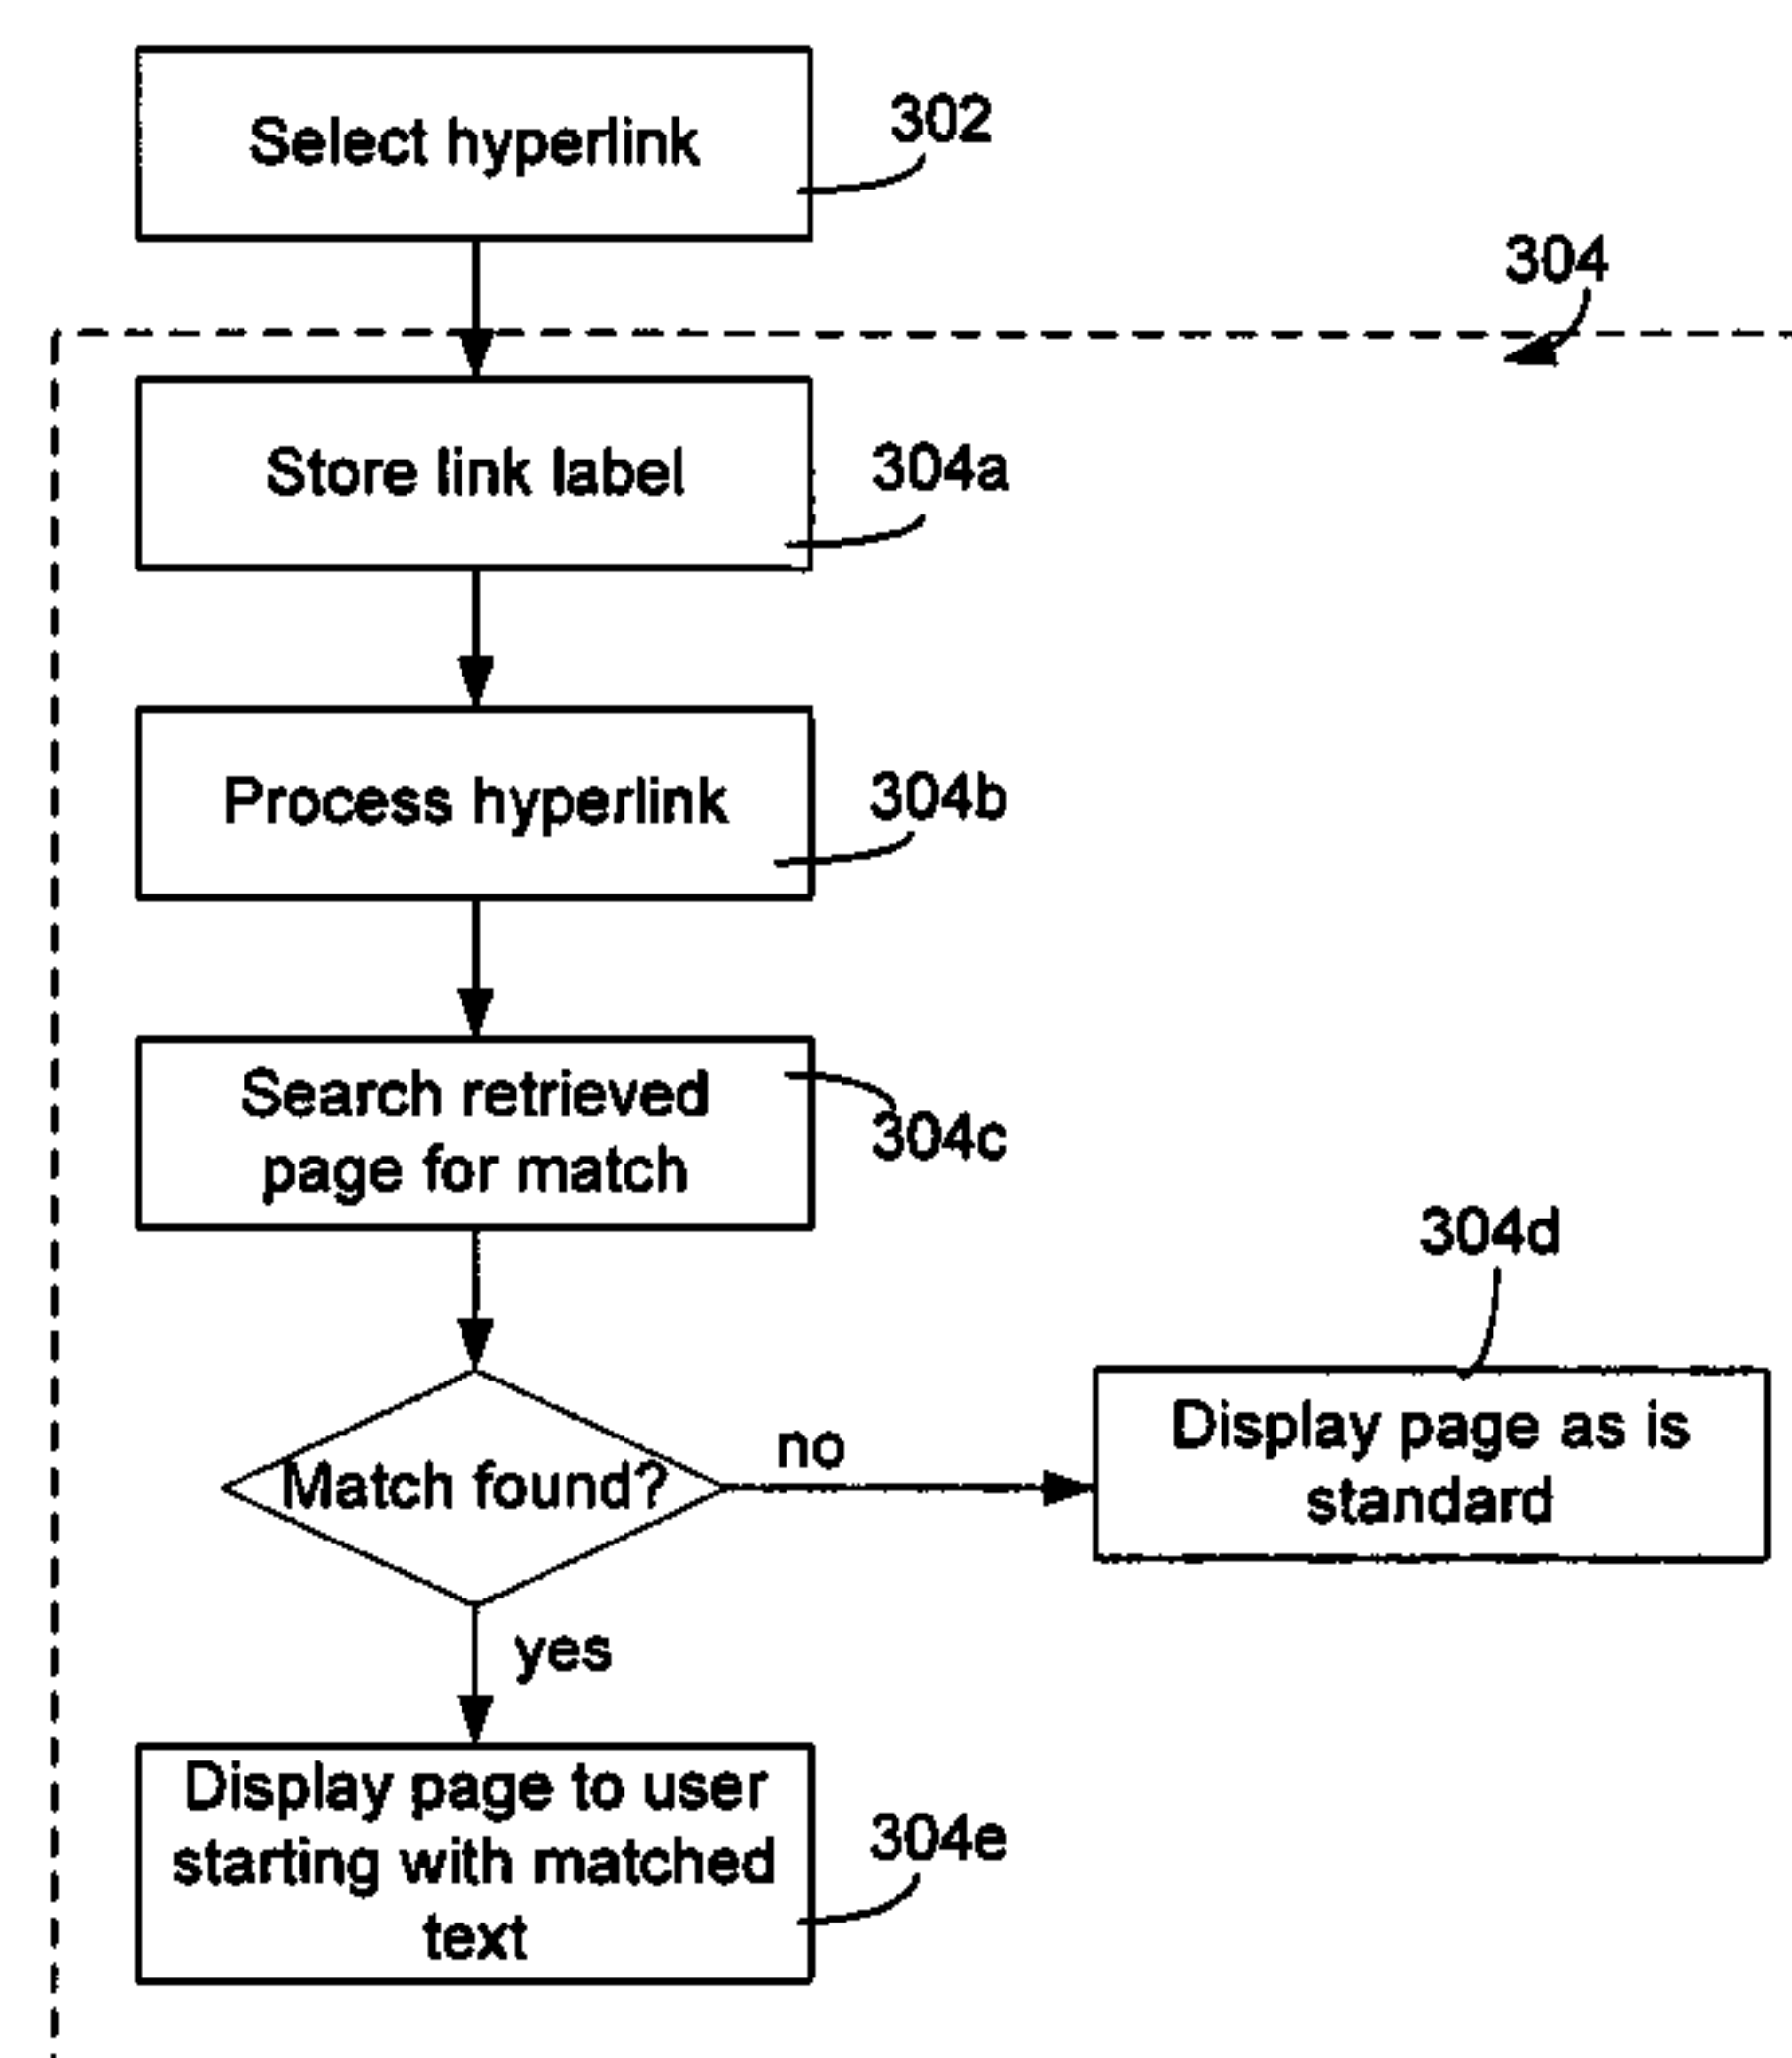 Select hyperlink
302
304
Store link label
304a
Process hyperlink
304b
Search retrieved
page for match
304c
304d
Match found?
no
Display page as is
standard
yes
Display page to user
starting with matched
text
304e